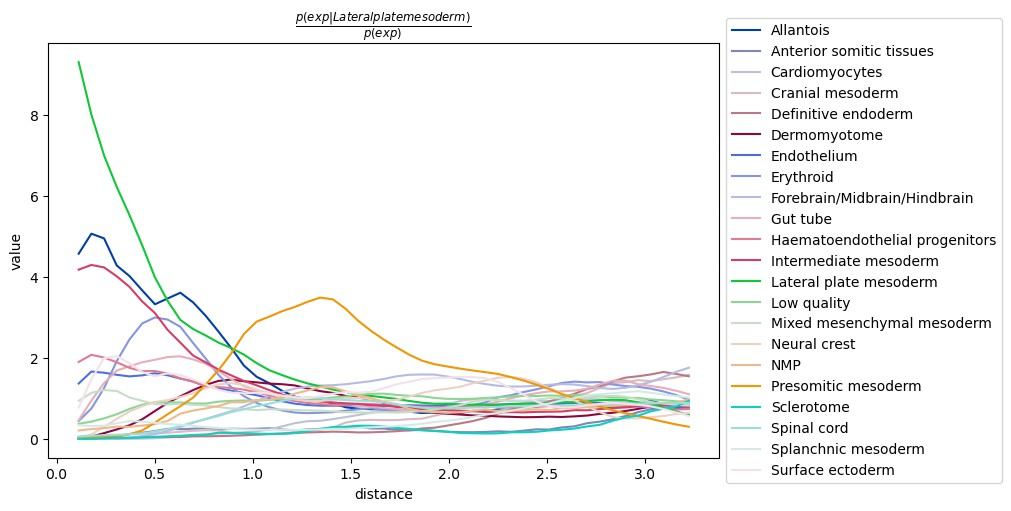 p(exp|Lateralplatemesoderm)
p(exp)
value
8
6
4
2
0
0.0 0.5 1.0 1.5 2.0 2.5 3.0
distance
Allantois
Anterior somitic tissues
Cardiomyocytes
Cranial mesoderm
Definitive endoderm
Dermomyotome
Endothelium
Erythroid
Forebrain/Midbrain/Hindbrain
Gut tube
Haematoendothelial progenitors
Intermediate mesoderm
Lateral plate mesoderm
Low quality
Mixed mesenchymal mesoderm
Neural crest
NMP
Presomitic mesoderm
Sclerotome
Spinal cord
Splanchnic mesoderm
Surface ectoderm